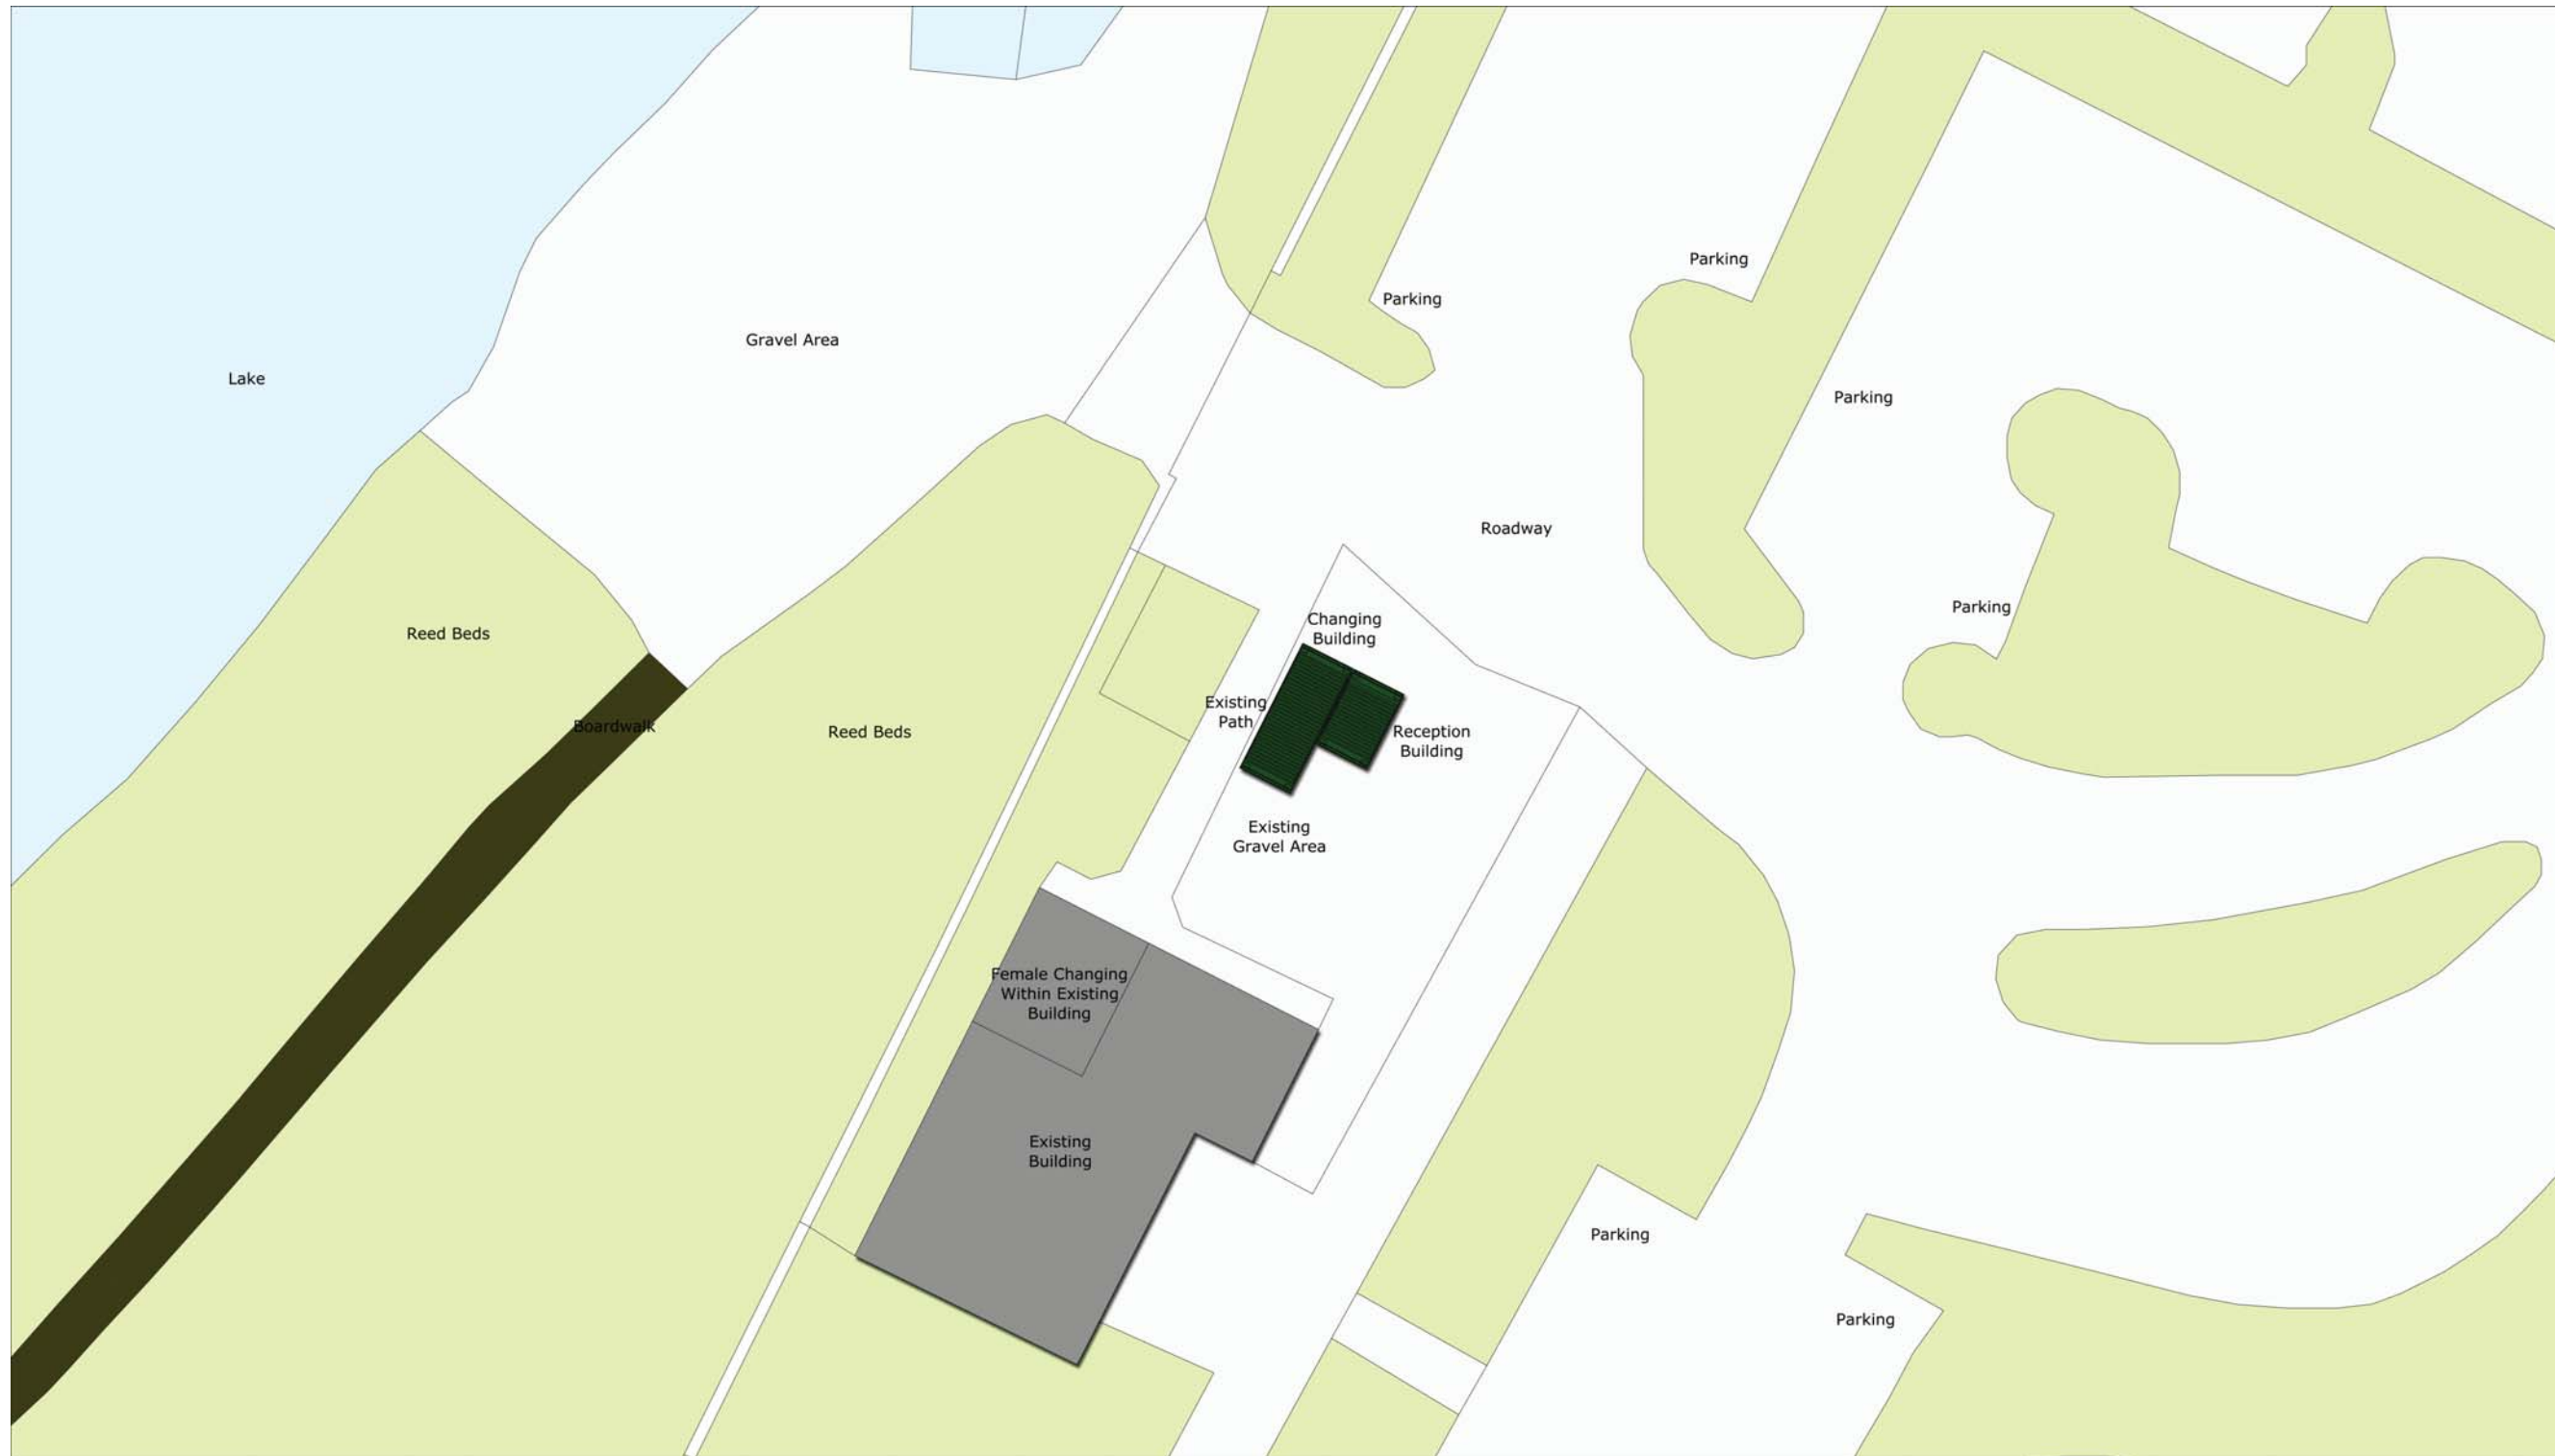 Parking
Parking
Gravel Area
Lake
Parking
Roadway
Parking
Changing
Building
Reed Beds
Existing
Path
Boardwalk
Reed Beds
Reception
Building
Existing
Gravel Area
Female Changing
Within Existing
Building
Existing
Building
Parking
Parking